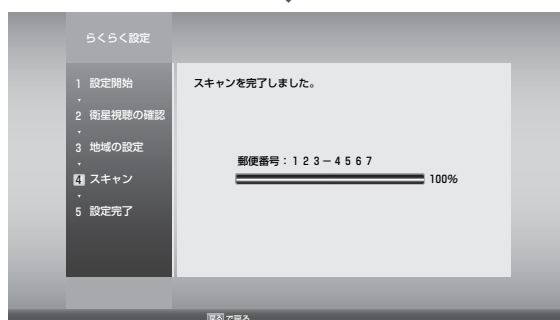 らくらく設定
1 設定開始
2 衛星視聴の確認
3 地域の設定
4 スキャン
5 設定完了
スキャンを完了しました。
郵便番号：１２３－４５６７
100%
戻る で戻る